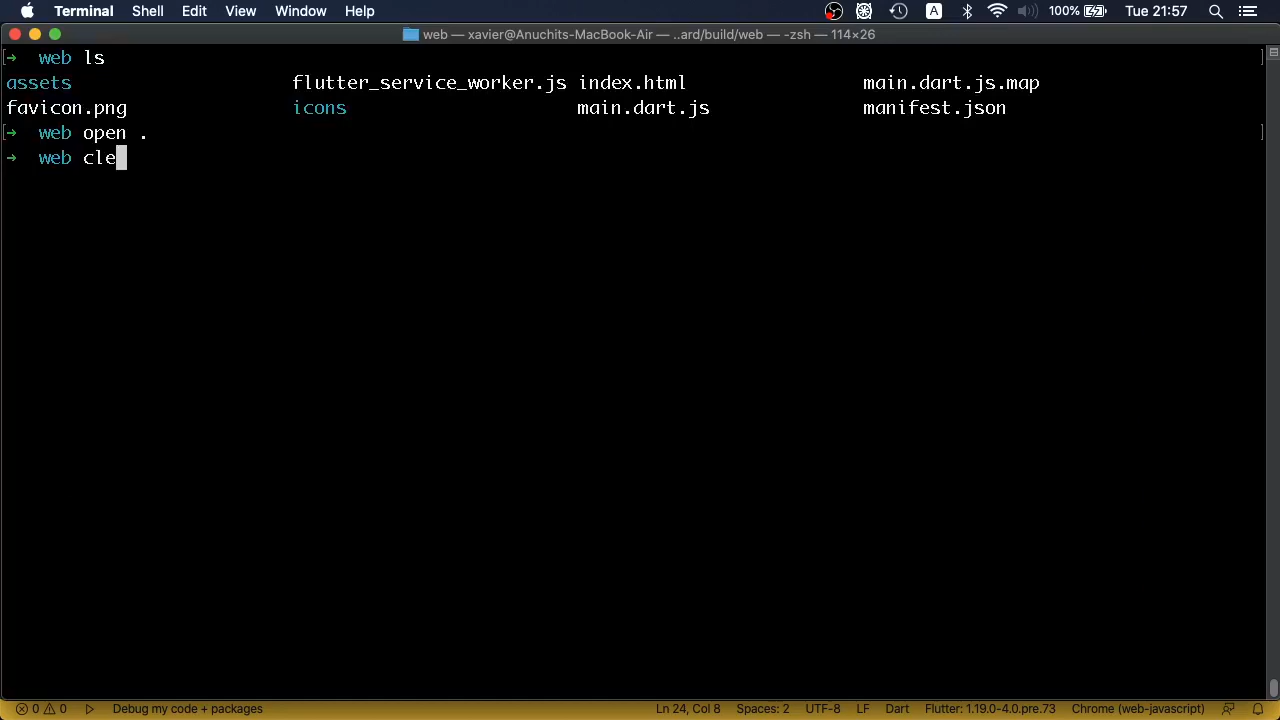 Terminal Shell Edit View Window Help A 100% Tue 21:57
web — xavier@Anuchits-MacBook-Air — ..ard/build/web — -zsh — 114×26
[→ web ls ]
assets flutter_service_worker.js index.html main.dart.js.map
favicon.png icons main.dart.js manifest.json
[→ web open . ]
→ web cle
0 0 Debug my code + packages Ln 24, Col 8 Spaces: 2 UTF-8 LF Dart Flutter: 1.19.0-4.0.pre.73 Chrome (web-javascript)